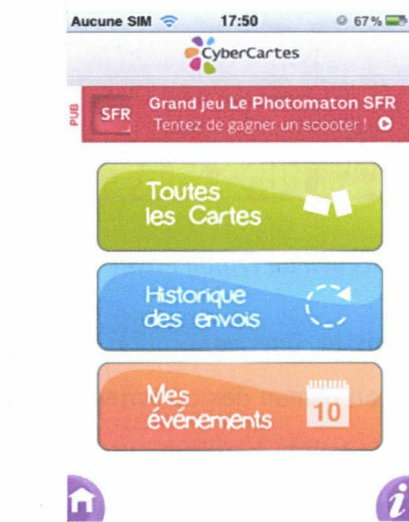 Aucune SIM 17:50 67 %
CyberCartes
PUB
SFR
Grand jeu Le Photomaton SFR
Tentez de gagner un scooter !
Toutes
les Cartes
Historique
des envois
Mes
événements
10
i